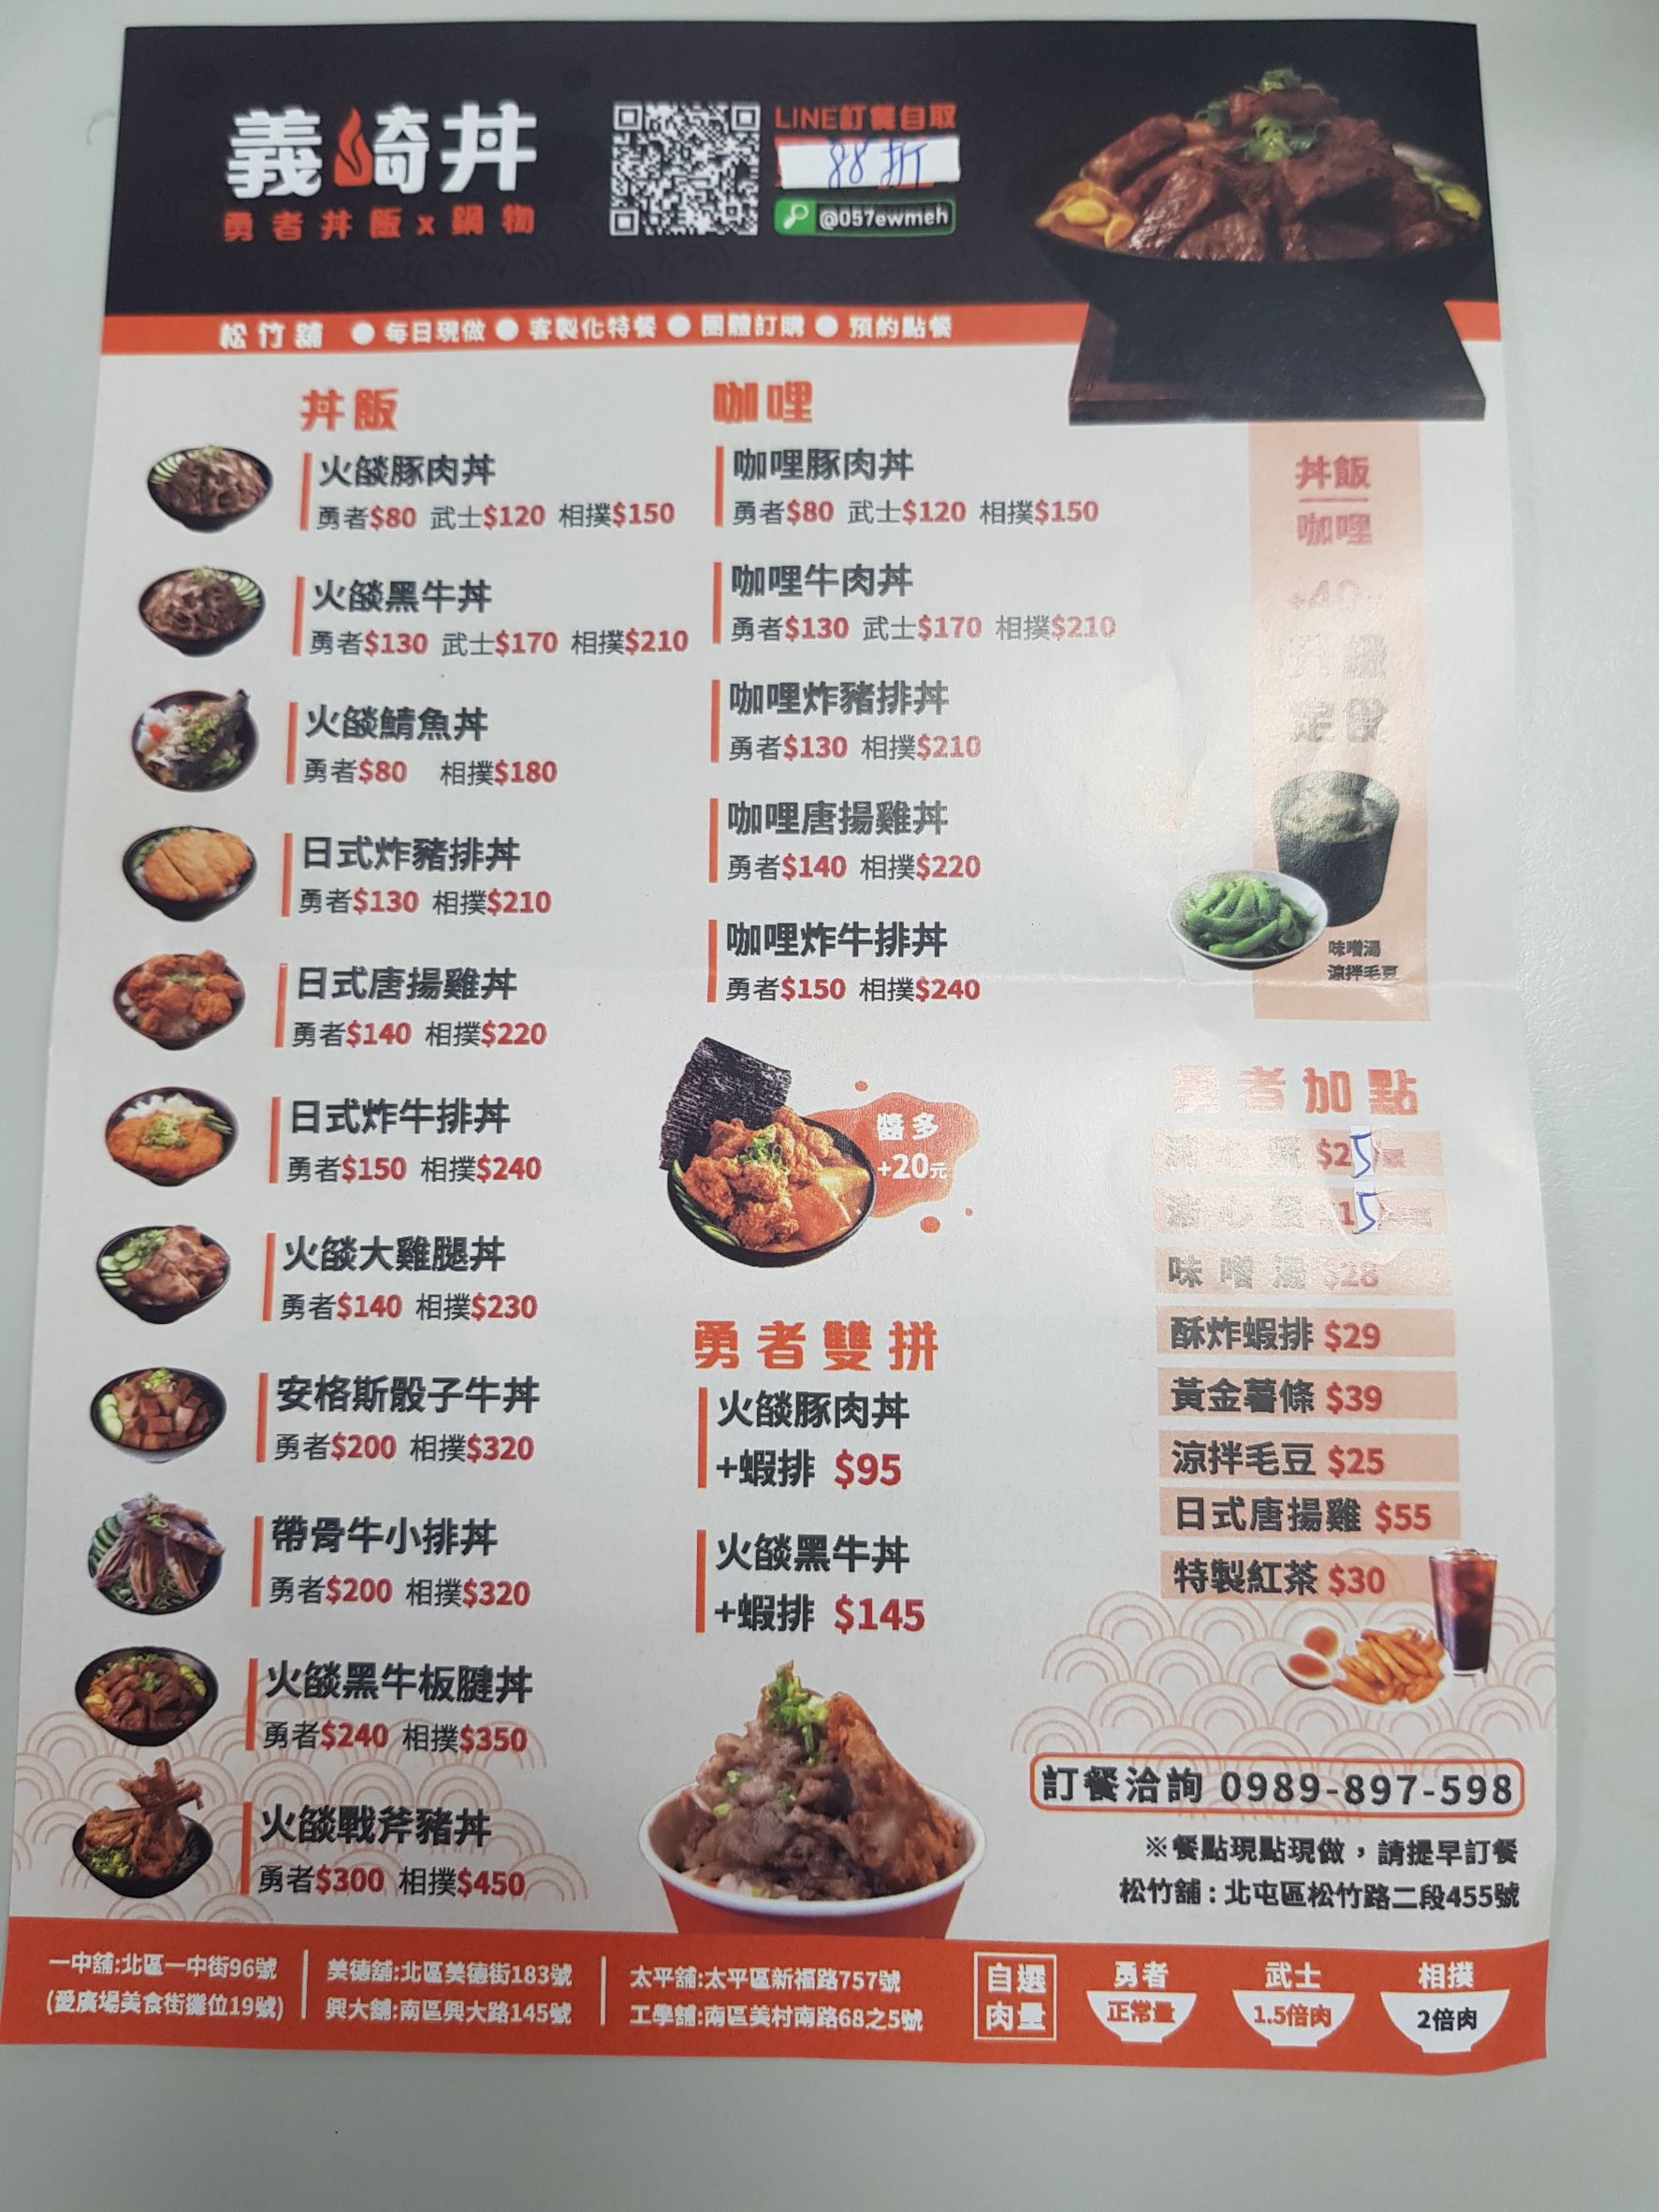 義崎丼
勇者丼飯x鍋物
LINE訂餐自取
88折
@057ewmeh
松竹舖 ● 每日現做 ● 客製化特餐 ● 團體訂購 ● 預約點餐
丼飯
火燄豚肉丼
勇者$80 武士$120 相撲$150
火燄黑牛丼
勇者$130 武士$170 相撲$210
火燄鯖魚丼
勇者$80 相撲$180
日式炸豬排丼
勇者$130 相撲$210
日式唐揚雞丼
勇者$140 相撲$220
日式炸牛排丼
勇者$150 相撲$240
火燄大雞腿丼
勇者$140 相撲$230
安格斯骰子牛丼
勇者$200 相撲$320
帶骨牛小排丼
勇者$200 相撲$320
火燄黑牛板腱丼
勇者$240 相撲$350
火燄戰斧豬丼
勇者$300 相撲$450
咖哩
咖哩豚肉丼
勇者$80 武士$120 相撲$150
咖哩牛肉丼
勇者$130 武士$170 相撲$210
咖哩炸豬排丼
勇者$130 相撲$210
咖哩唐揚雞丼
勇者$140 相撲$220
咖哩炸牛排丼
勇者$150 相撲$240
醬多
+20元
勇者雙拼
火燄豚肉丼
+蝦排 $95
火燄黑牛丼
+蝦排 $145
丼飯
咖哩
+40元
升級
定食
味噌湯
涼拌毛豆
勇者加點
心 $25
心 $15
味噌湯 $28
酥炸蝦排 $29
黃金薯條 $39
涼拌毛豆 $25
日式唐揚雞 $55
特製紅茶 $30
訂餐洽詢 0989-897-598
※餐點現點現做，請提早訂餐
松竹舖：北屯區松竹路二段455號
一中舖:北區一中街96號
(愛廣場美食街攤位19號)
美德舖:北區美德街183號
興大舖:南區興大路145號
太平舖:太平區新福路757號
工學舖:南區美村南路68之5號
自選
肉量
勇者
正常量
武士
1.5倍肉
相撲
2倍肉